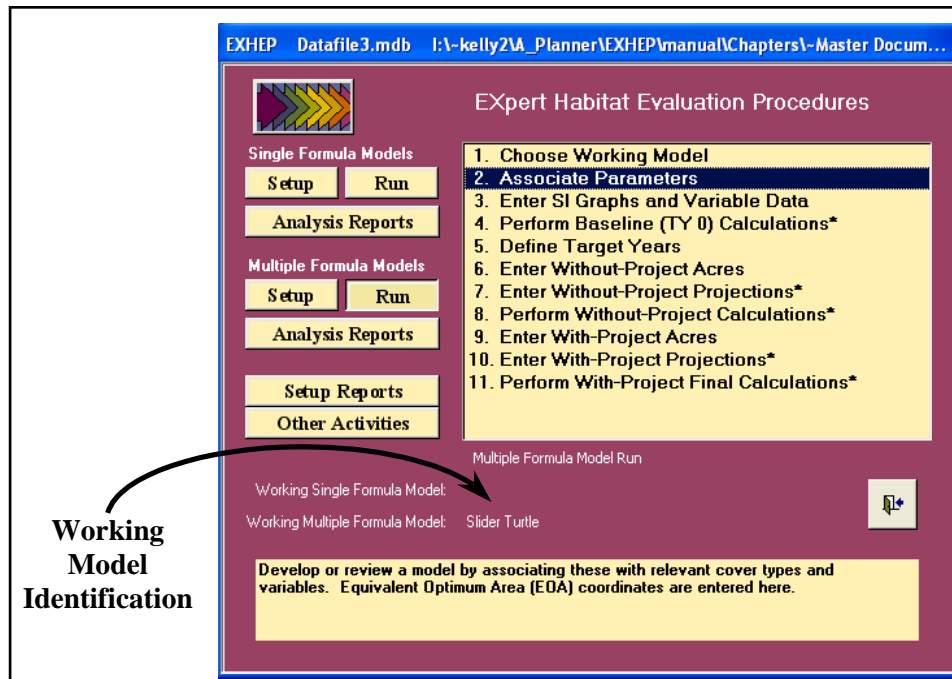 EXHEP Datafile3.mdb I:\~kelly2\A_Planner\EXHEP\manual\Chapters\~Master Docum...
EXpert Habitat Evaluation Procedures
Single Formula Models
Setup Run
Analysis Reports
Multiple Formula Models
Setup Run
Analysis Reports
Setup Reports
Other Activities
1. Choose Working Model
2. Associate Parameters
3. Enter SI Graphs and Variable Data
4. Perform Baseline (TY 0) Calculations*
5. Define Target Years
6. Enter Without-Project Acres
7. Enter Without-Project Projections*
8. Perform Without-Project Calculations*
9. Enter With-Project Acres
10. Enter With-Project Projections*
11. Perform With-Project Final Calculations*
Multiple Formula Model Run
Working Single Formula Model:
Working Multiple Formula Model: Slider Turtle
Working
Model
Identification
Develop or review a model by associating these with relevant cover types and
variables. Equivalent Optimum Area (EOA) coordinates are entered here.